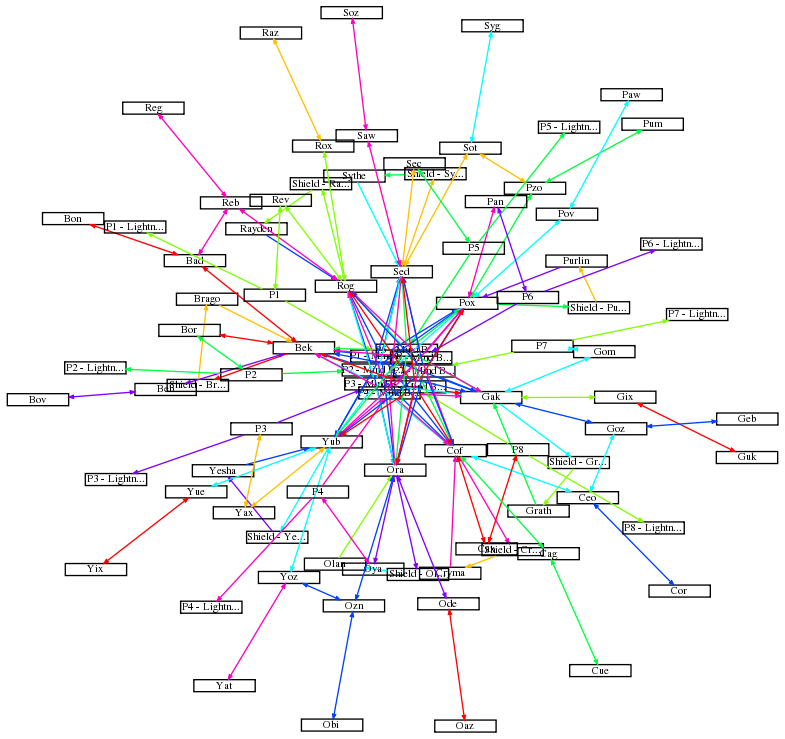 Soz
Syg
Raz
Paw
Reg
Pum
P5 - Lightn...
Saw
Rox
Sot
Sec
Sythe
Shield - Sy...
Shield - Ra...
Pzo
Rev
Reb
Pan
Pov
Bon
P1 - Lightn...
Rayden
P5
P6 - Lightn...
Bad
Purlin
Sed
Rog
P1
P6
Brago
Pox
Shield - Pu...
P7 - Lightn...
Bor
Bek
P7
Gom
P2 - Lightn...
P2
Shield - Br...
Bov
Gak
Gix
Geb
P3
Goz
Yub
Cof
P8
Guk
Shield - Gr...
Yesha
Ora
P3 - Lightn...
Yue
P4
Ceo
Yax
Grath
P8 - Lightn...
Shield - Ye...
Shield - Cr...
Cag
Olan
Oya
Shield - Ol...
Cryma
Yix
Yoz
Cor
P4 - Lightn...
Ozn
Ode
Cue
Yat
Obi
Oaz